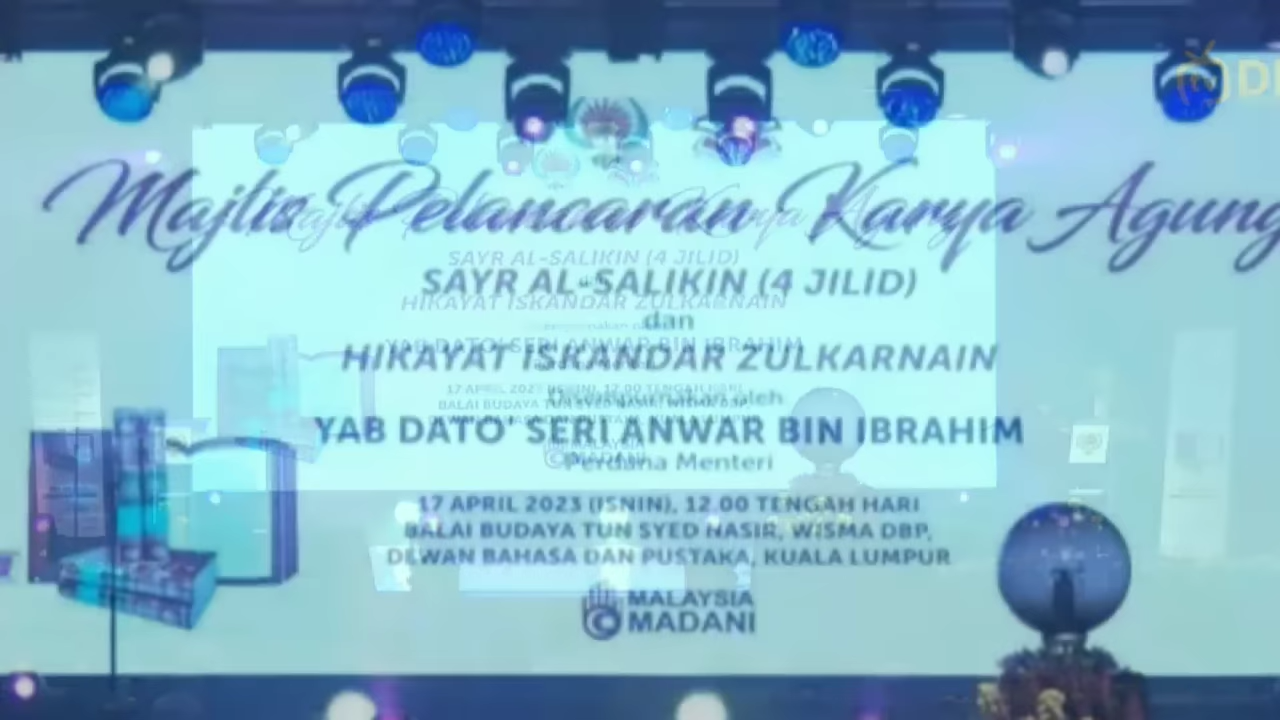 D
Majlis Pelancaran Karya Agung
SAYR AL-SALIKIN (4 JILID)
dan
HIKAYAT ISKANDAR ZULKARNAIN
oleh
YAB DATO' SERI ANWAR BIN IBRAHIM
Perdana Menteri
17 APRIL 2023 (ISNIN), 12.00 TENGAH HARI
BALAI BUDAYA TUN SYED NASIR, WISMA DBP,
DEWAN BAHASA DAN PUSTAKA, KUALA LUMPUR
MALAYSIA
MADANI